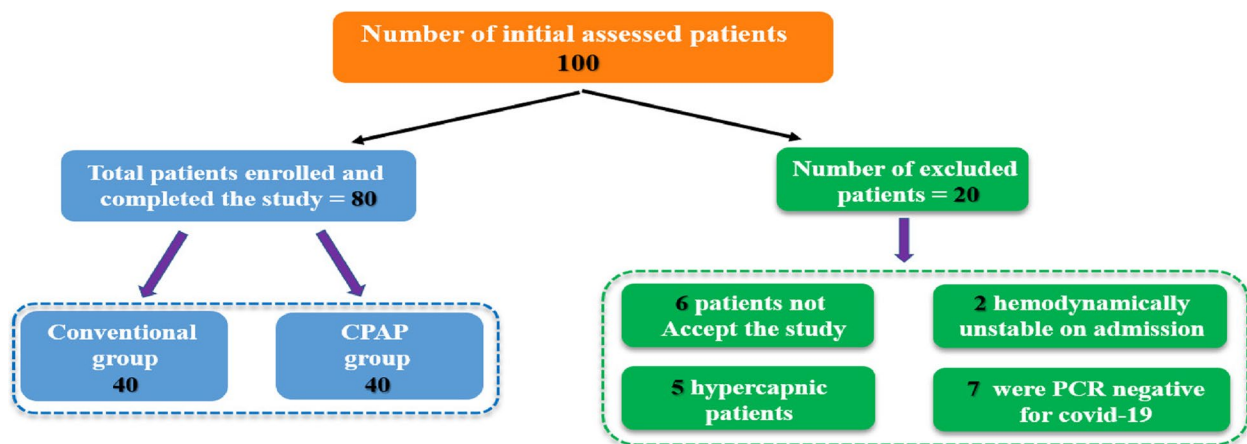 Number of initial assessed patients
100
Total patients enrolled and
completed the study = 80
Number of excluded
patients = 20
Conventional
group
40
CPAP
group
40
6 patients not
Accept the study
2 hemodynamically
unstable on admission
5 hypercapnic
patients
7 were PCR negative
for covid-19